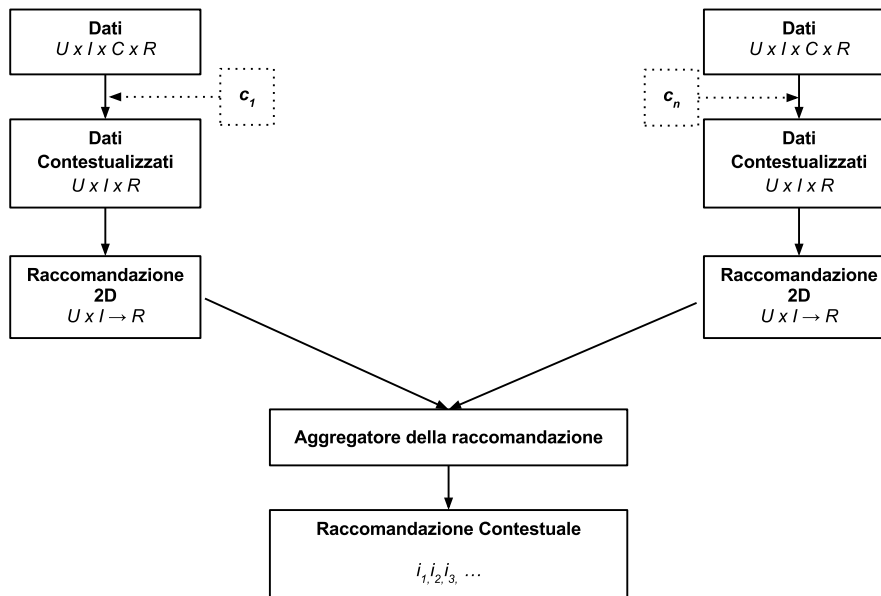 Dati
U x I x C x R
c1
Dati
Contestualizzati
U x I x R
Raccomandazione
2D
U x I → R
Dati
U x I x C x R
cn
Dati
Contestualizzati
U x I x R
Raccomandazione
2D
U x I → R
Aggregatore della raccomandazione
Raccomandazione Contestuale
i1, i2, i3, …